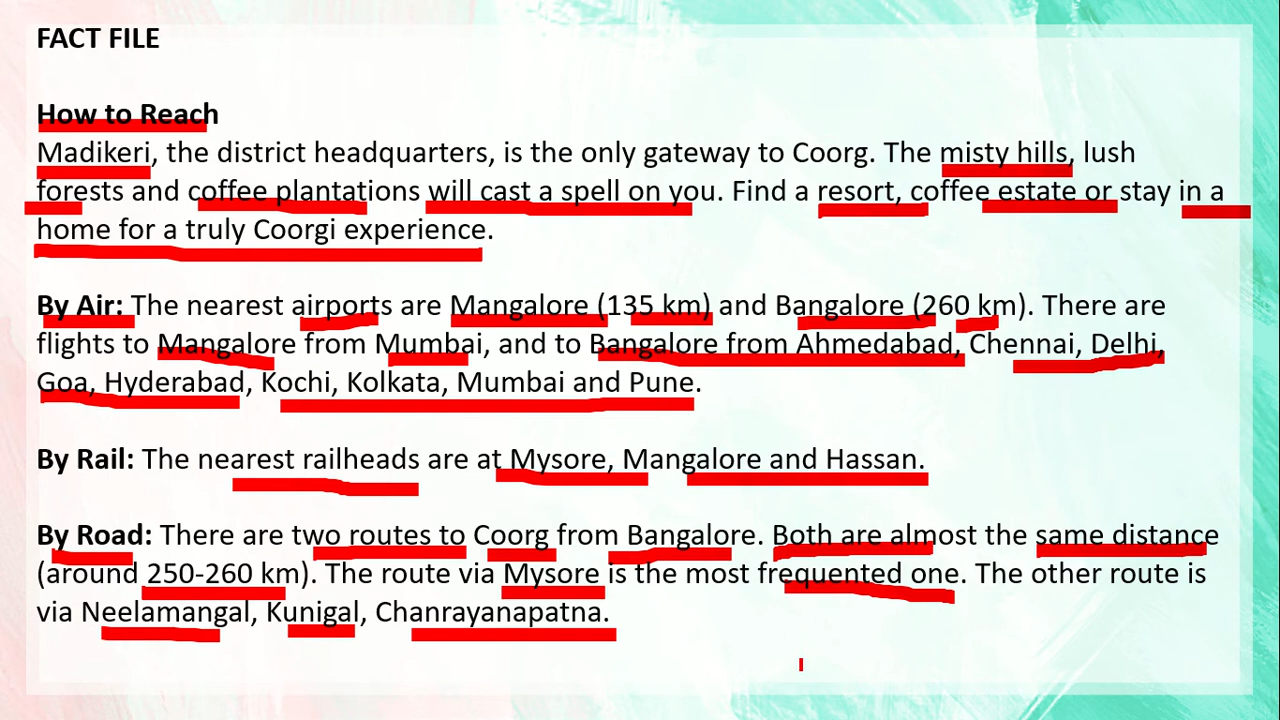 FACT FILE
How to Reach
Madikeri, the district headquarters, is the only gateway to Coorg. The misty hills, lush
forests and coffee plantations will cast a spell on you. Find a resort, coffee estate or stay in a
home for a truly Coorgi experience.
By Air: The nearest airports are Mangalore (135 km) and Bangalore (260 km). There are
flights to Mangalore from Mumbai, and to Bangalore from Ahmedabad, Chennai, Delhi,
Goa, Hyderabad, Kochi, Kolkata, Mumbai and Pune.
By Rail: The nearest railheads are at Mysore, Mangalore and Hassan.
By Road: There are two routes to Coorg from Bangalore. Both are almost the same distance
(around 250-260 km). The route via Mysore is the most frequented one. The other route is
via Neelamangal, Kunigal, Chanrayanapatna.